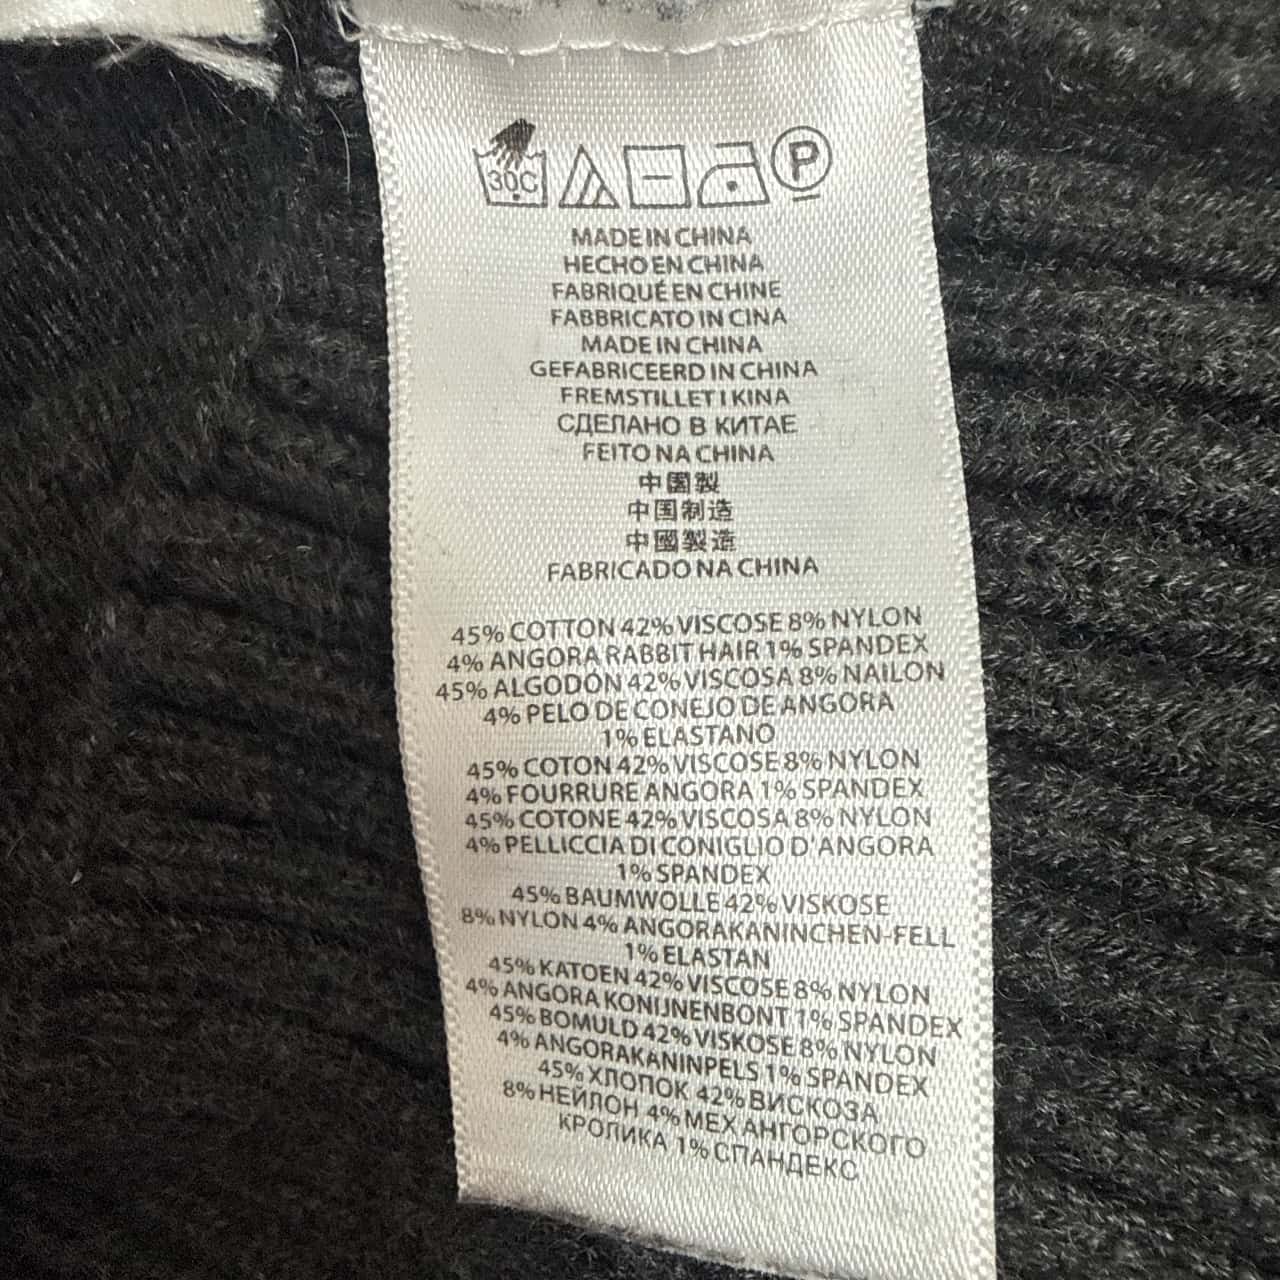 30C
P
MADE IN CHINA
HECHO EN CHINA
FABRIQUÉ EN CHINE
FABBRICATO IN CINA
MADE IN CHINA
GEFABRICEERD IN CHINA
FREMSTILLET I KINA
СДЕЛАНО В КИТАЕ
FEITO NA CHINA
中国製
中国制造
中國製造
FABRICADO NA CHINA
45% COTTON 42% VISCOSE 8% NYLON
4% ANGORA RABBIT HAIR 1% SPANDEX
45% ALGODÓN 42% VISCOSA 8% NAILON
4% PELO DE CONEJO DE ANGORA
1% ELASTANO
45% COTON 42% VISCOSE 8% NYLON
4% FOURRURE ANGORA 1% SPANDEX
45% COTONE 42% VISCOSA 8% NYLON
4% PELLICCIA DI CONIGLIO D'ANGORA
1% SPANDEX
45% BAUMWOLLE 42% VISKOSE
8% NYLON 4% ANGORAKANINCHEN-FELL
1% ELASTAN
45% KATOEN 42% VISCOSE 8% NYLON
4% ANGORA KONIJNENBONT 1% SPANDEX
45% BOMULD 42% VISKOSE 8% NYLON
4% ANGORAKANINPELS 1% SPANDEX
45% ХЛОПОК 42% ВИСКОЗА
8% НЕЙЛОН 4% МЕХ АНГОРСКОГО
КРОЛИКА 1% СПАНДЕКС